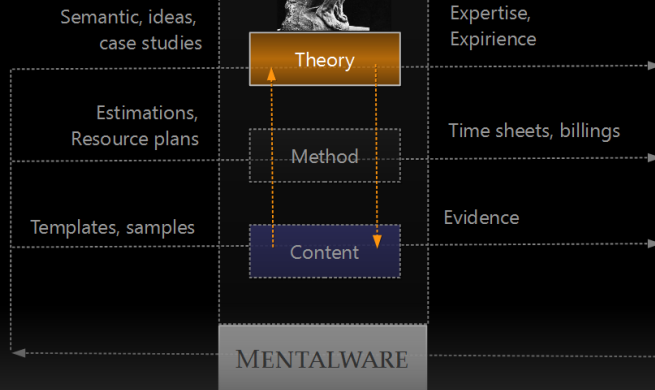 Semantic, ideas,
case studies
Theory
Expertise,
Expirience
Estimations,
Resource plans
Method
Time sheets, billings
Templates, samples
Content
Evidence
MENTALWARE